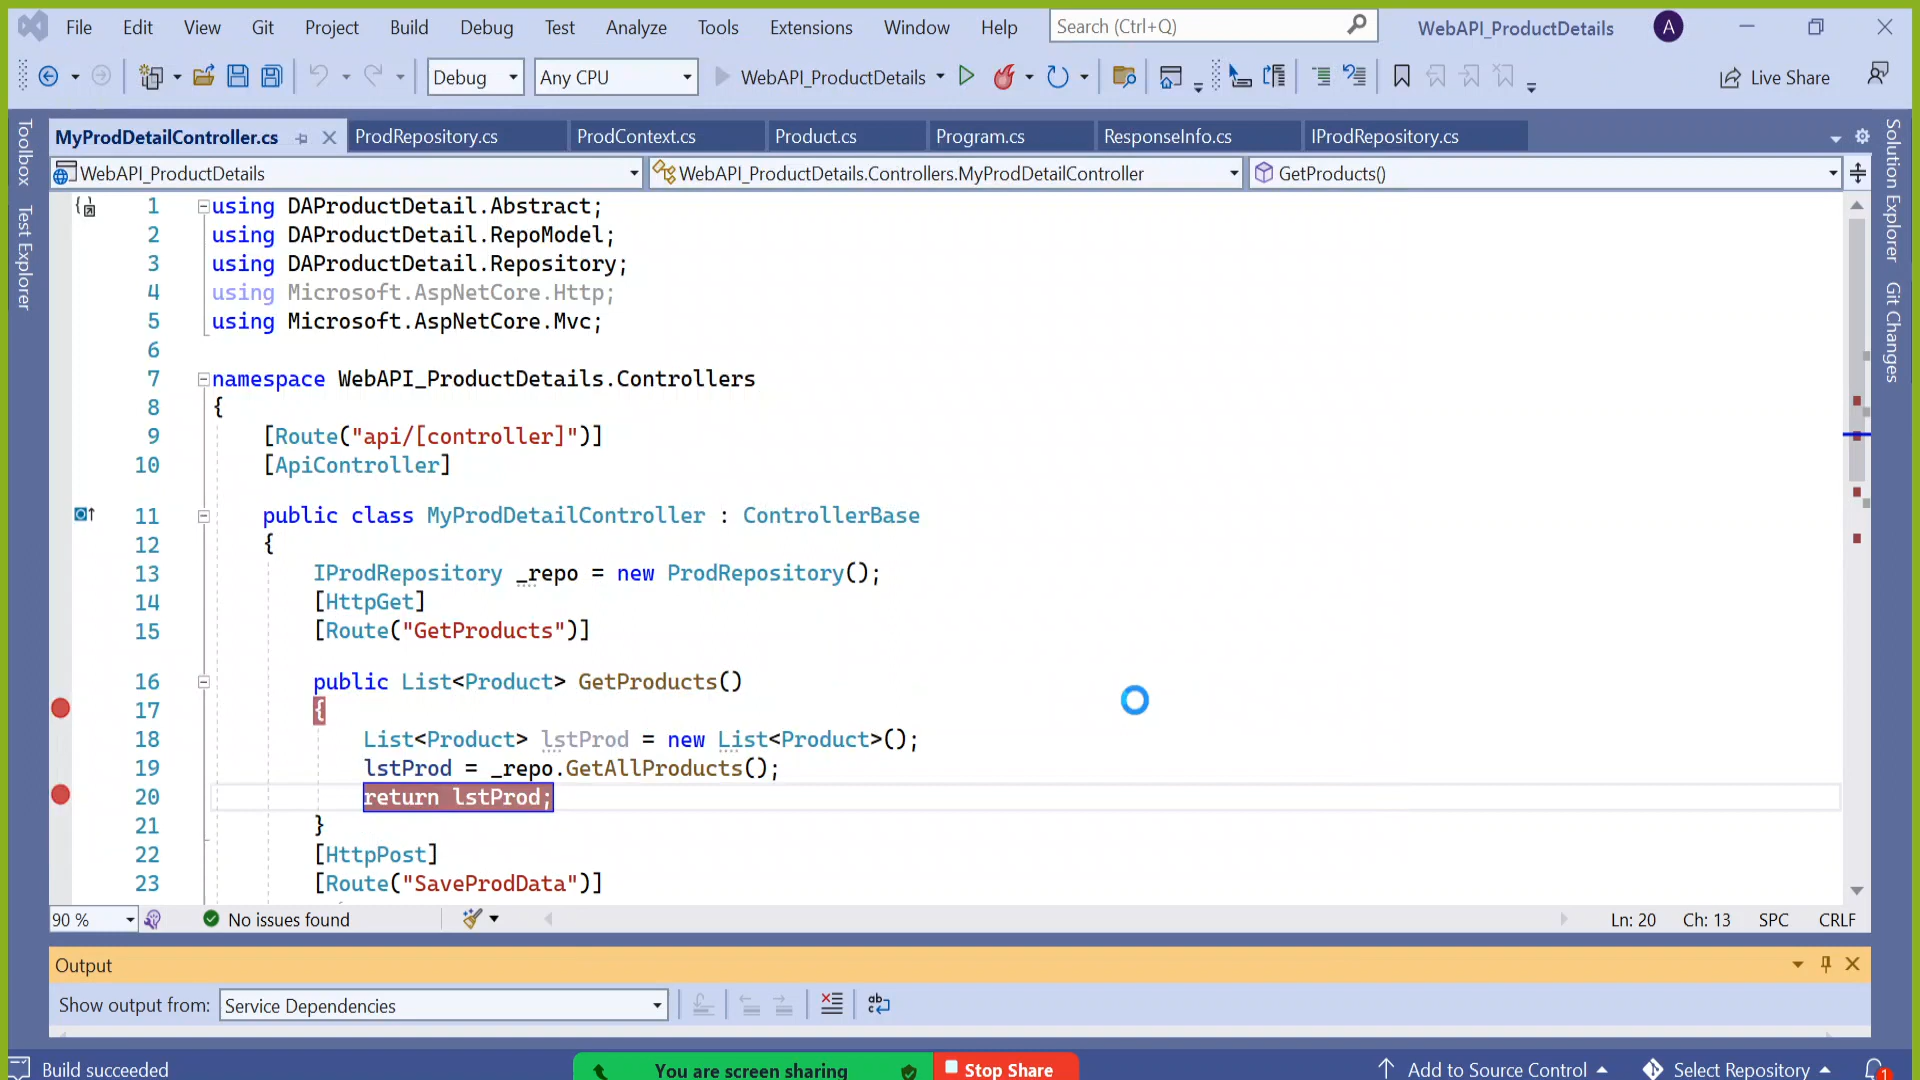 File Edit View Git Project Build Debug Test Analyze Tools Extensions Window Help Search (Ctrl+Q) WebAPI_ProductDetails A
Debug Any CPU WebAPI_ProductDetails Live Share
MyProdDetailController.cs ProdRepository.cs ProdContext.cs Product.cs Program.cs ResponseInfo.cs IProdRepository.cs
WebAPI_ProductDetails WebAPI_ProductDetails.Controllers.MyProdDetailController GetProducts()
Toolbox
Test Explorer
1 using DAProductDetail.Abstract;
2 using DAProductDetail.RepoModel;
3 using DAProductDetail.Repository;
4 using Microsoft.AspNetCore.Http;
5 using Microsoft.AspNetCore.Mvc;
6
7 namespace WebAPI_ProductDetails.Controllers
8 {
9 [Route("api/[controller]")]
10 [ApiController]
11 public class MyProdDetailController : ControllerBase
12 {
13 IProdRepository _repo = new ProdRepository();
14 [HttpGet]
15 [Route("GetProducts")]
16 public List<Product> GetProducts()
17 {
18 List<Product> lstProd = new List<Product>();
19 lstProd = _repo.GetAllProducts();
20 return lstProd;
21 }
22 [HttpPost]
23 [Route("SaveProdData")]
Solution Explorer
Git Changes
90 % No issues found Ln: 20 Ch: 13 SPC CRLF
Output
Show output from: Service Dependencies
Build succeeded You are screen sharing Stop Share Add to Source Control Select Repository 1